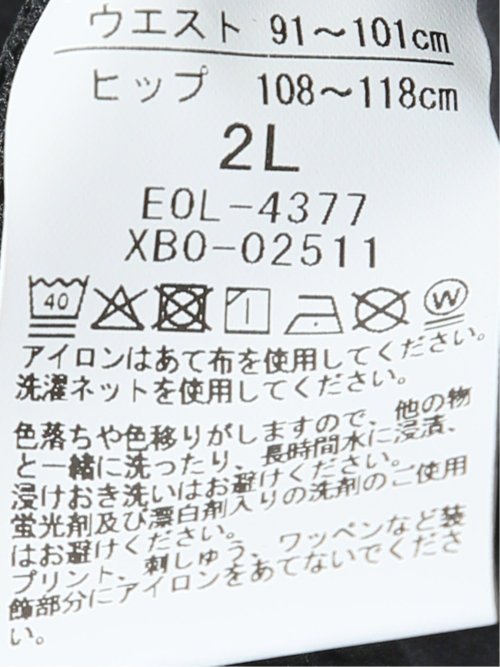 ウエスト 91～101cm
ヒップ 108～118cm
2L
EOL-4377
XBO-02511
40
W
アイロンはあて布を使用してください。
洗濯ネットを使用してください。
色落ちや色移りがしますので、他の物
と一緒に洗ったり、長時間水に浸漬、
浸けおき洗いはお避けください。
蛍光剤及び漂白剤入りの洗剤のご使用
はお避けください。
プリント、刺しゅう、ワッペンなど装
飾部分にアイロンをあてないでくださ
い。